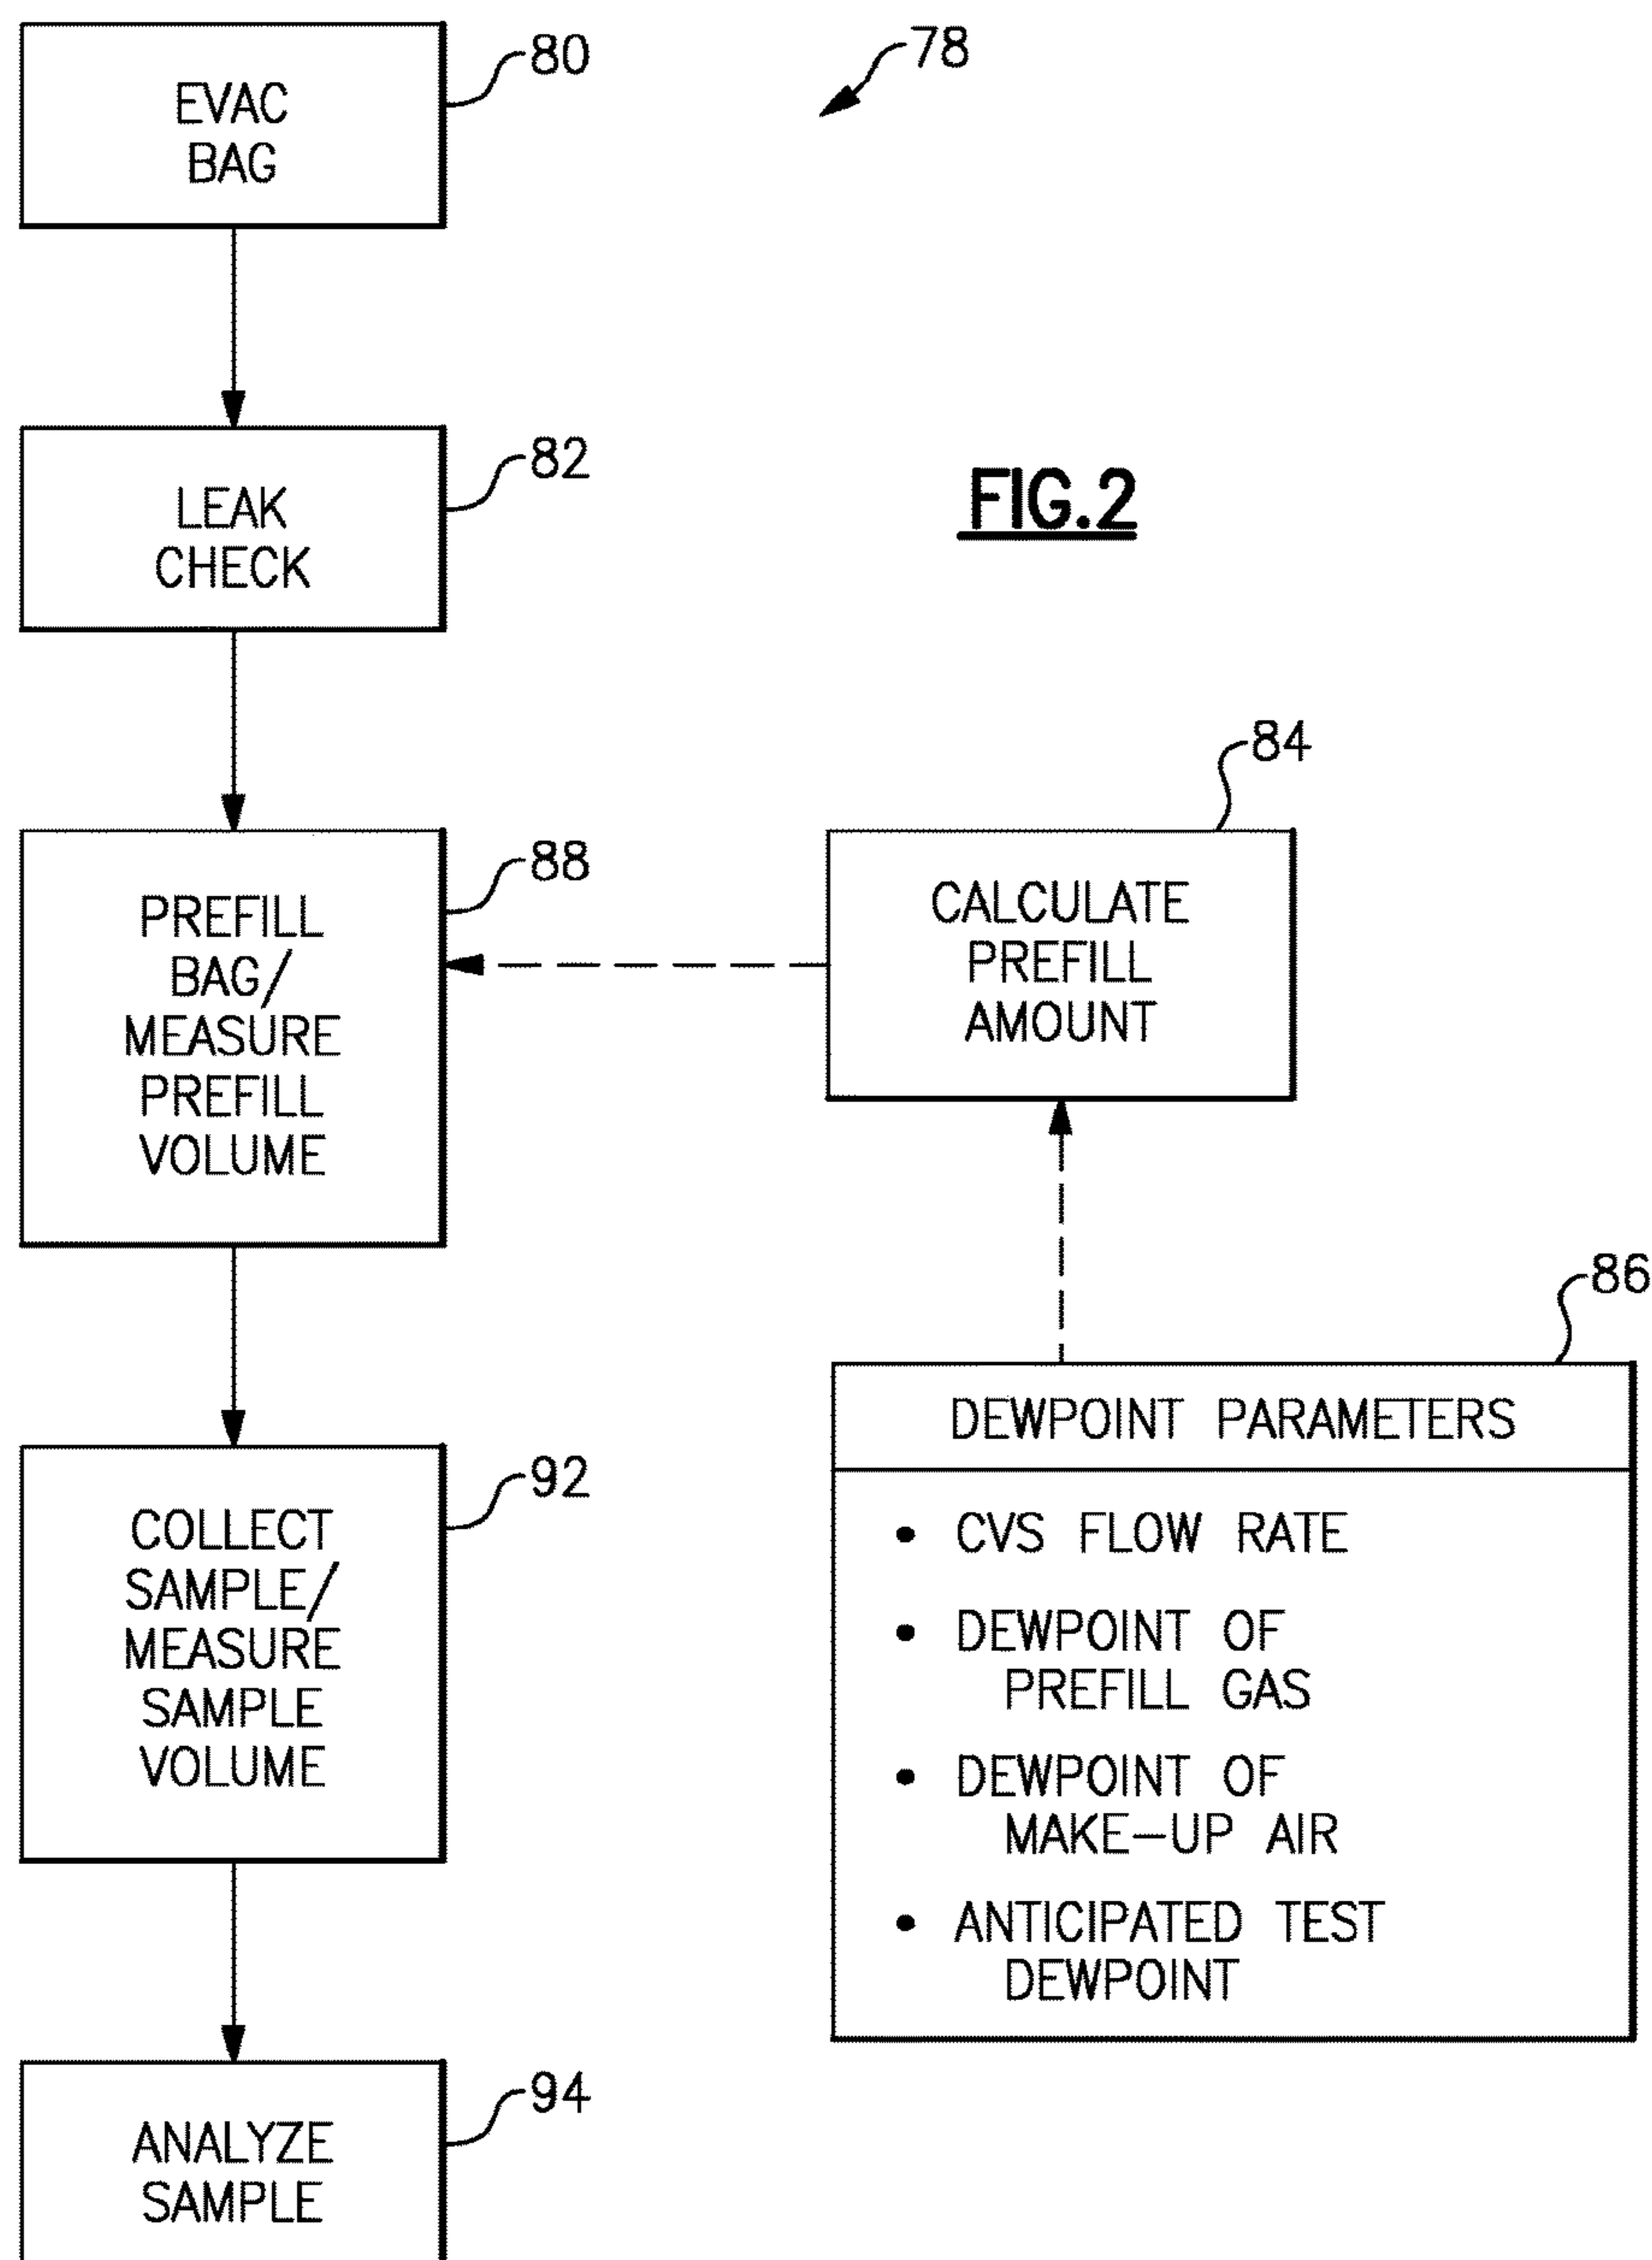 80
78
EVAC
BAG
82
LEAK
CHECK
FIG.2
84
88
PREFILL
BAG/
MEASURE
PREFILL
VOLUME
CALCULATE
PREFILL
AMOUNT
86
DEWPOINT PARAMETERS
• CVS FLOW RATE
• DEWPOINT OF
PREFILL GAS
• DEWPOINT OF
MAKE-UP AIR
• ANTICIPATED TEST
DEWPOINT
92
COLLECT
SAMPLE/
MEASURE
SAMPLE
VOLUME
94
ANALYZE
SAMPLE